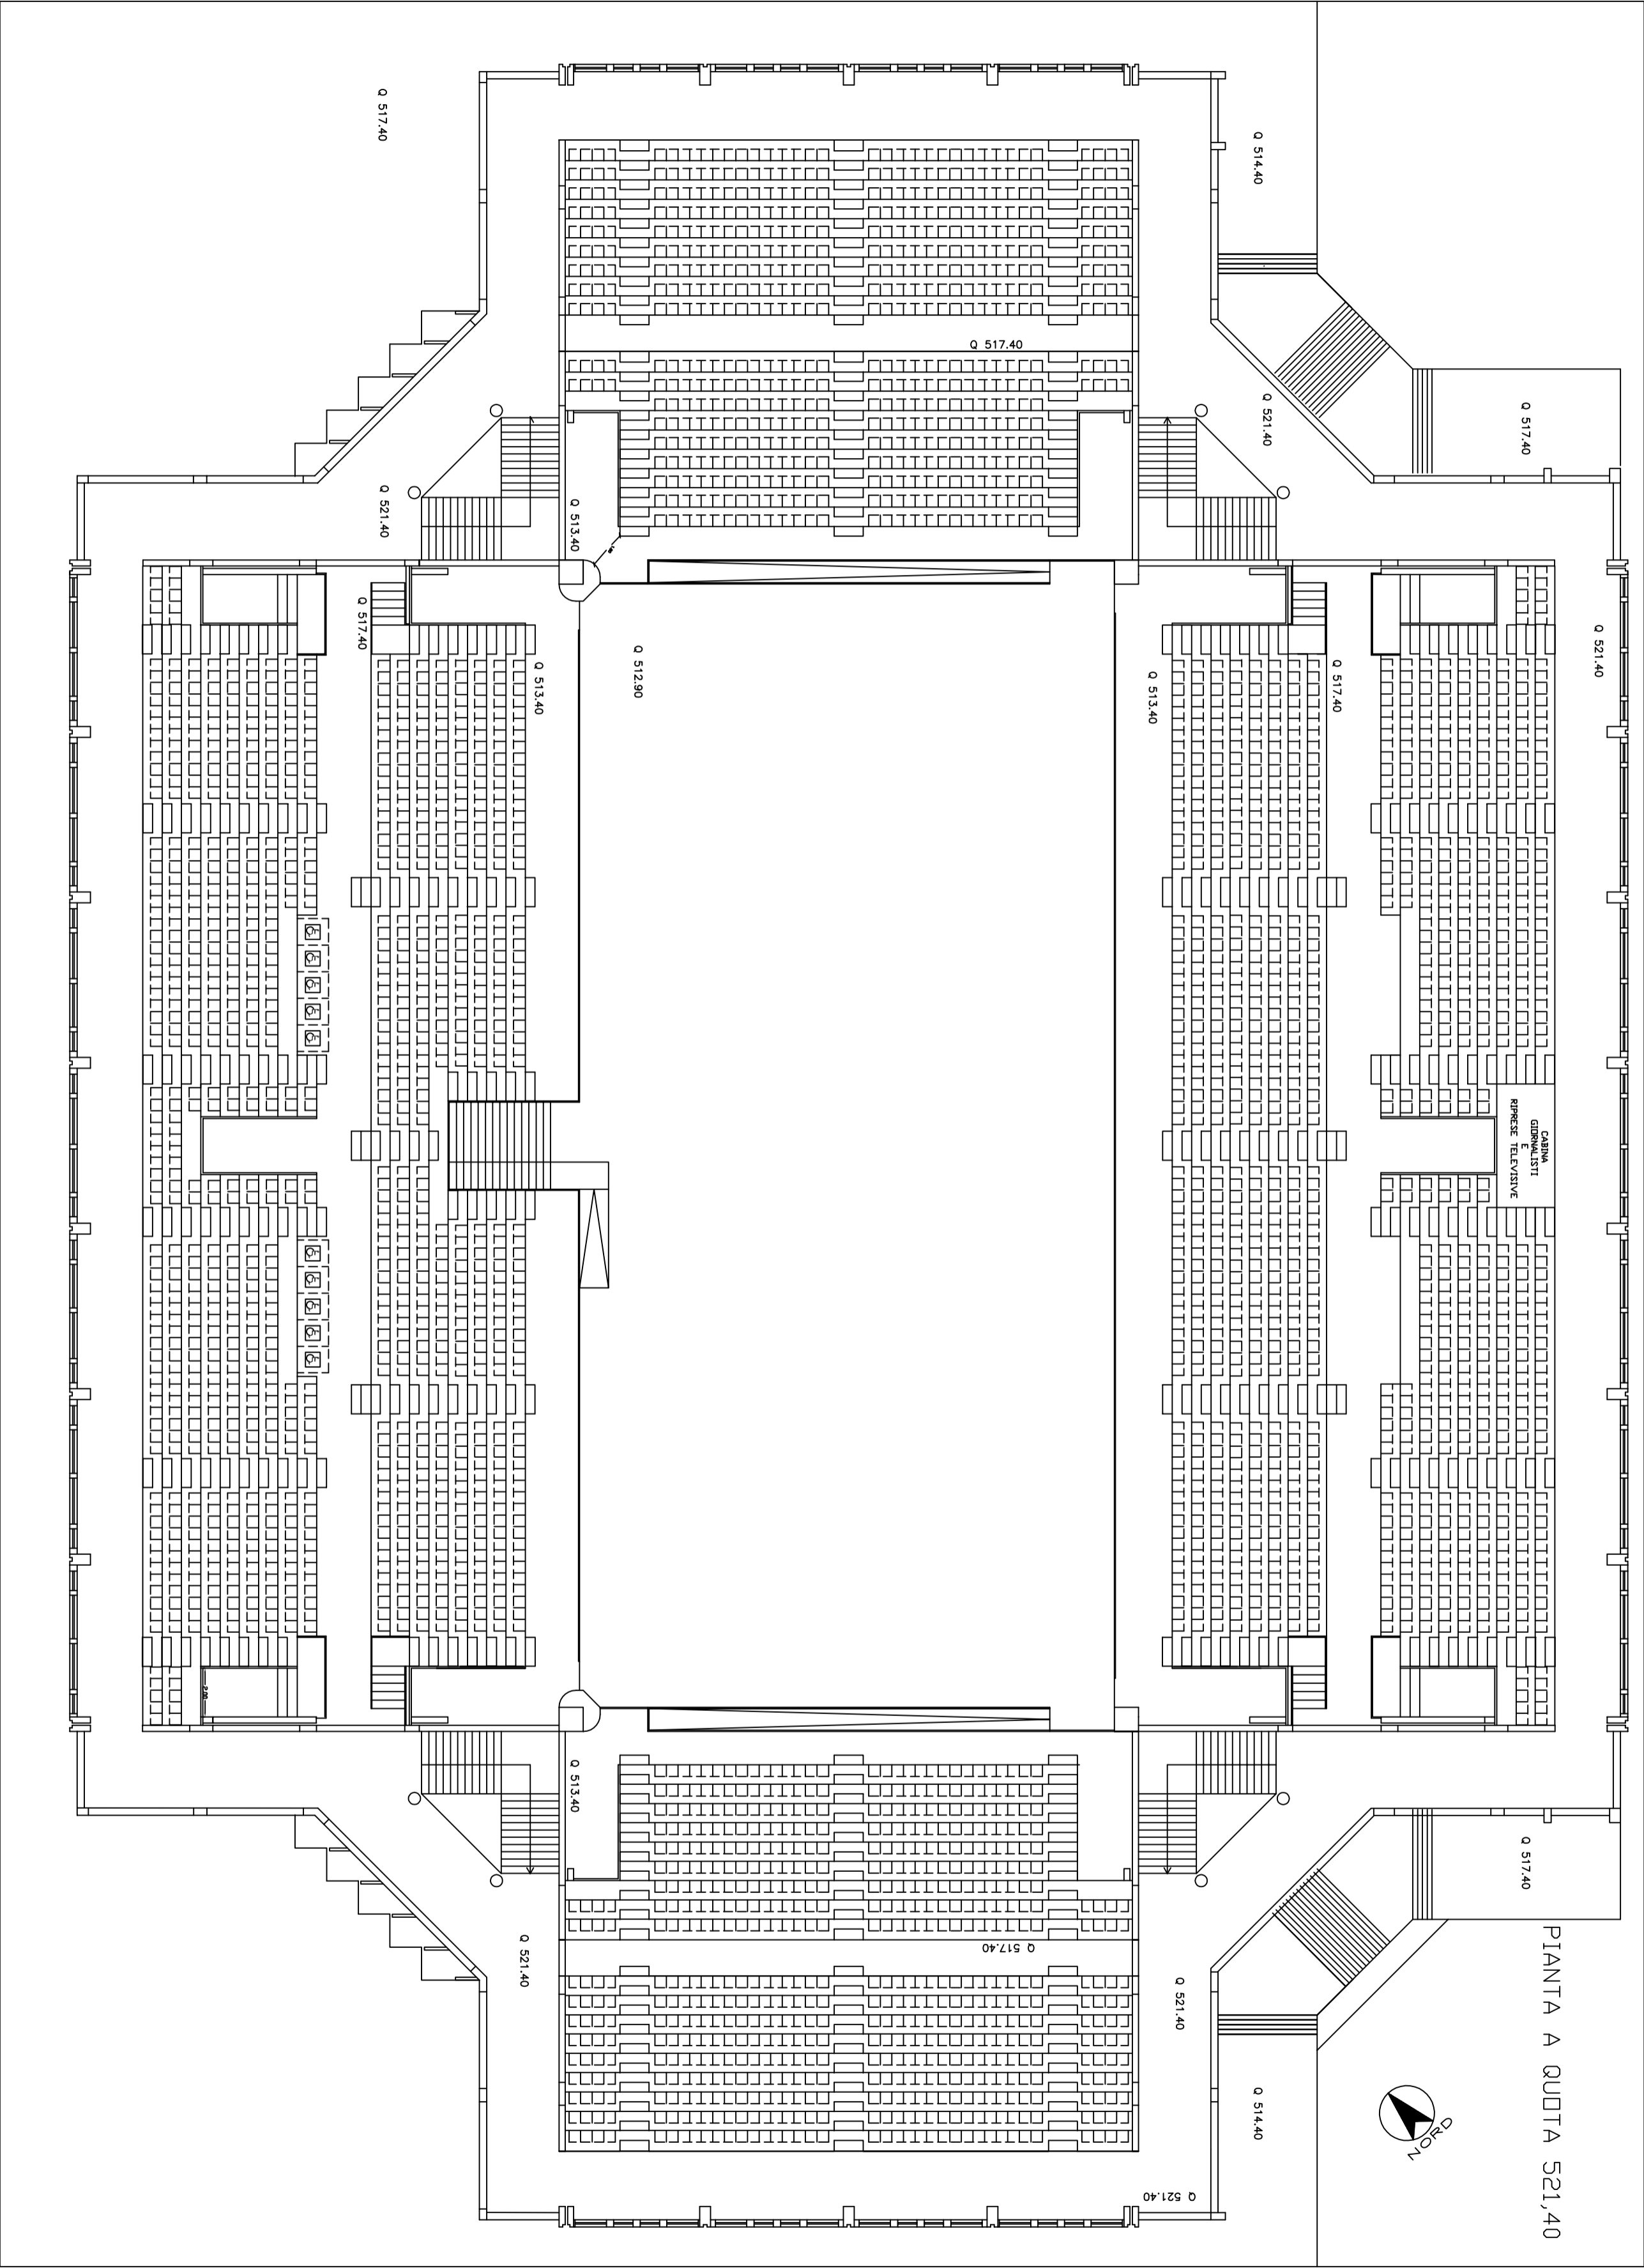 PIANTA A QUOTA 521,40
NORD
Q 517.40
Q 514.40
Q 517.40
Q 521.40
Q 517.40
Q 521.40
Q 513.40
Q 517.40
Q 521.40
Q 512.90
Q 513.40
Q 513.40
Q 517.40
CABINA
GIORNALISTI
E
RIPRESE TELEVISIVE
2.00
Q 513.40
Q 517.40
Q 521.40
Q 517.40
Q 521.40
Q 514.40
Q 521.40